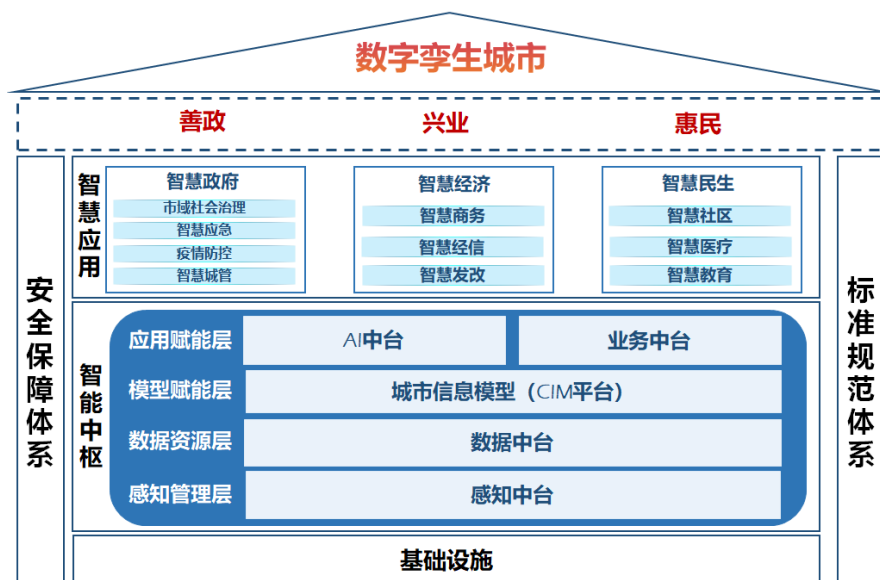 数字孪生城市
善政 兴业 惠民
安全保障体系
智慧应用
智慧政府
市域社会治理
智慧应急
疫情防控
智慧城管
智慧经济
智慧商务
智慧经信
智慧发改
智慧民生
智慧社区
智慧医疗
智慧教育
智能中枢
应用赋能层 AI中台 业务中台
模型赋能层 城市信息模型（CIM平台）
数据资源层 数据中台
感知管理层 感知中台
基础设施
标准规范体系